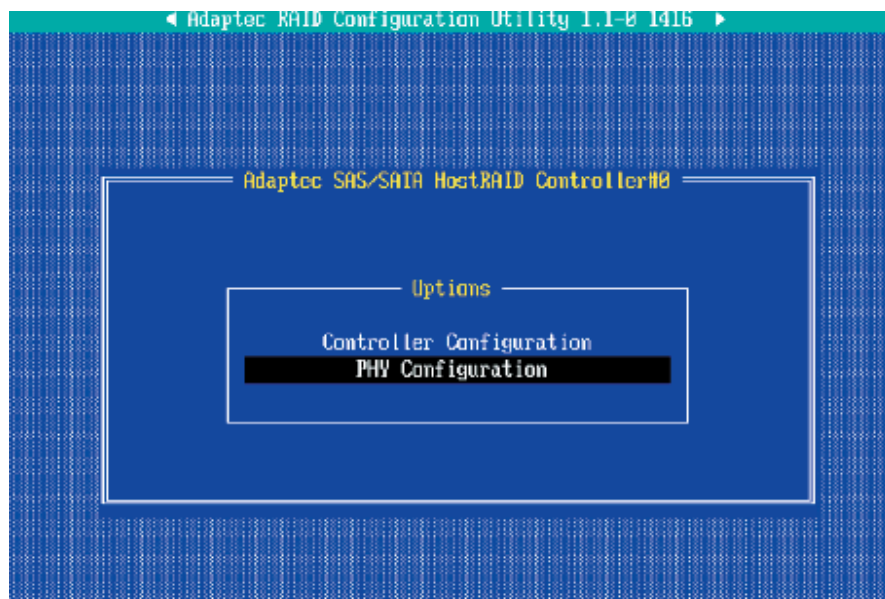 ◄ Adaptec RAID Configuration Utility 1.1-0 1416 ►
Adaptec SAS/SATA HostRAID Controller#0
Options
Controller Configuration
PHY Configuration